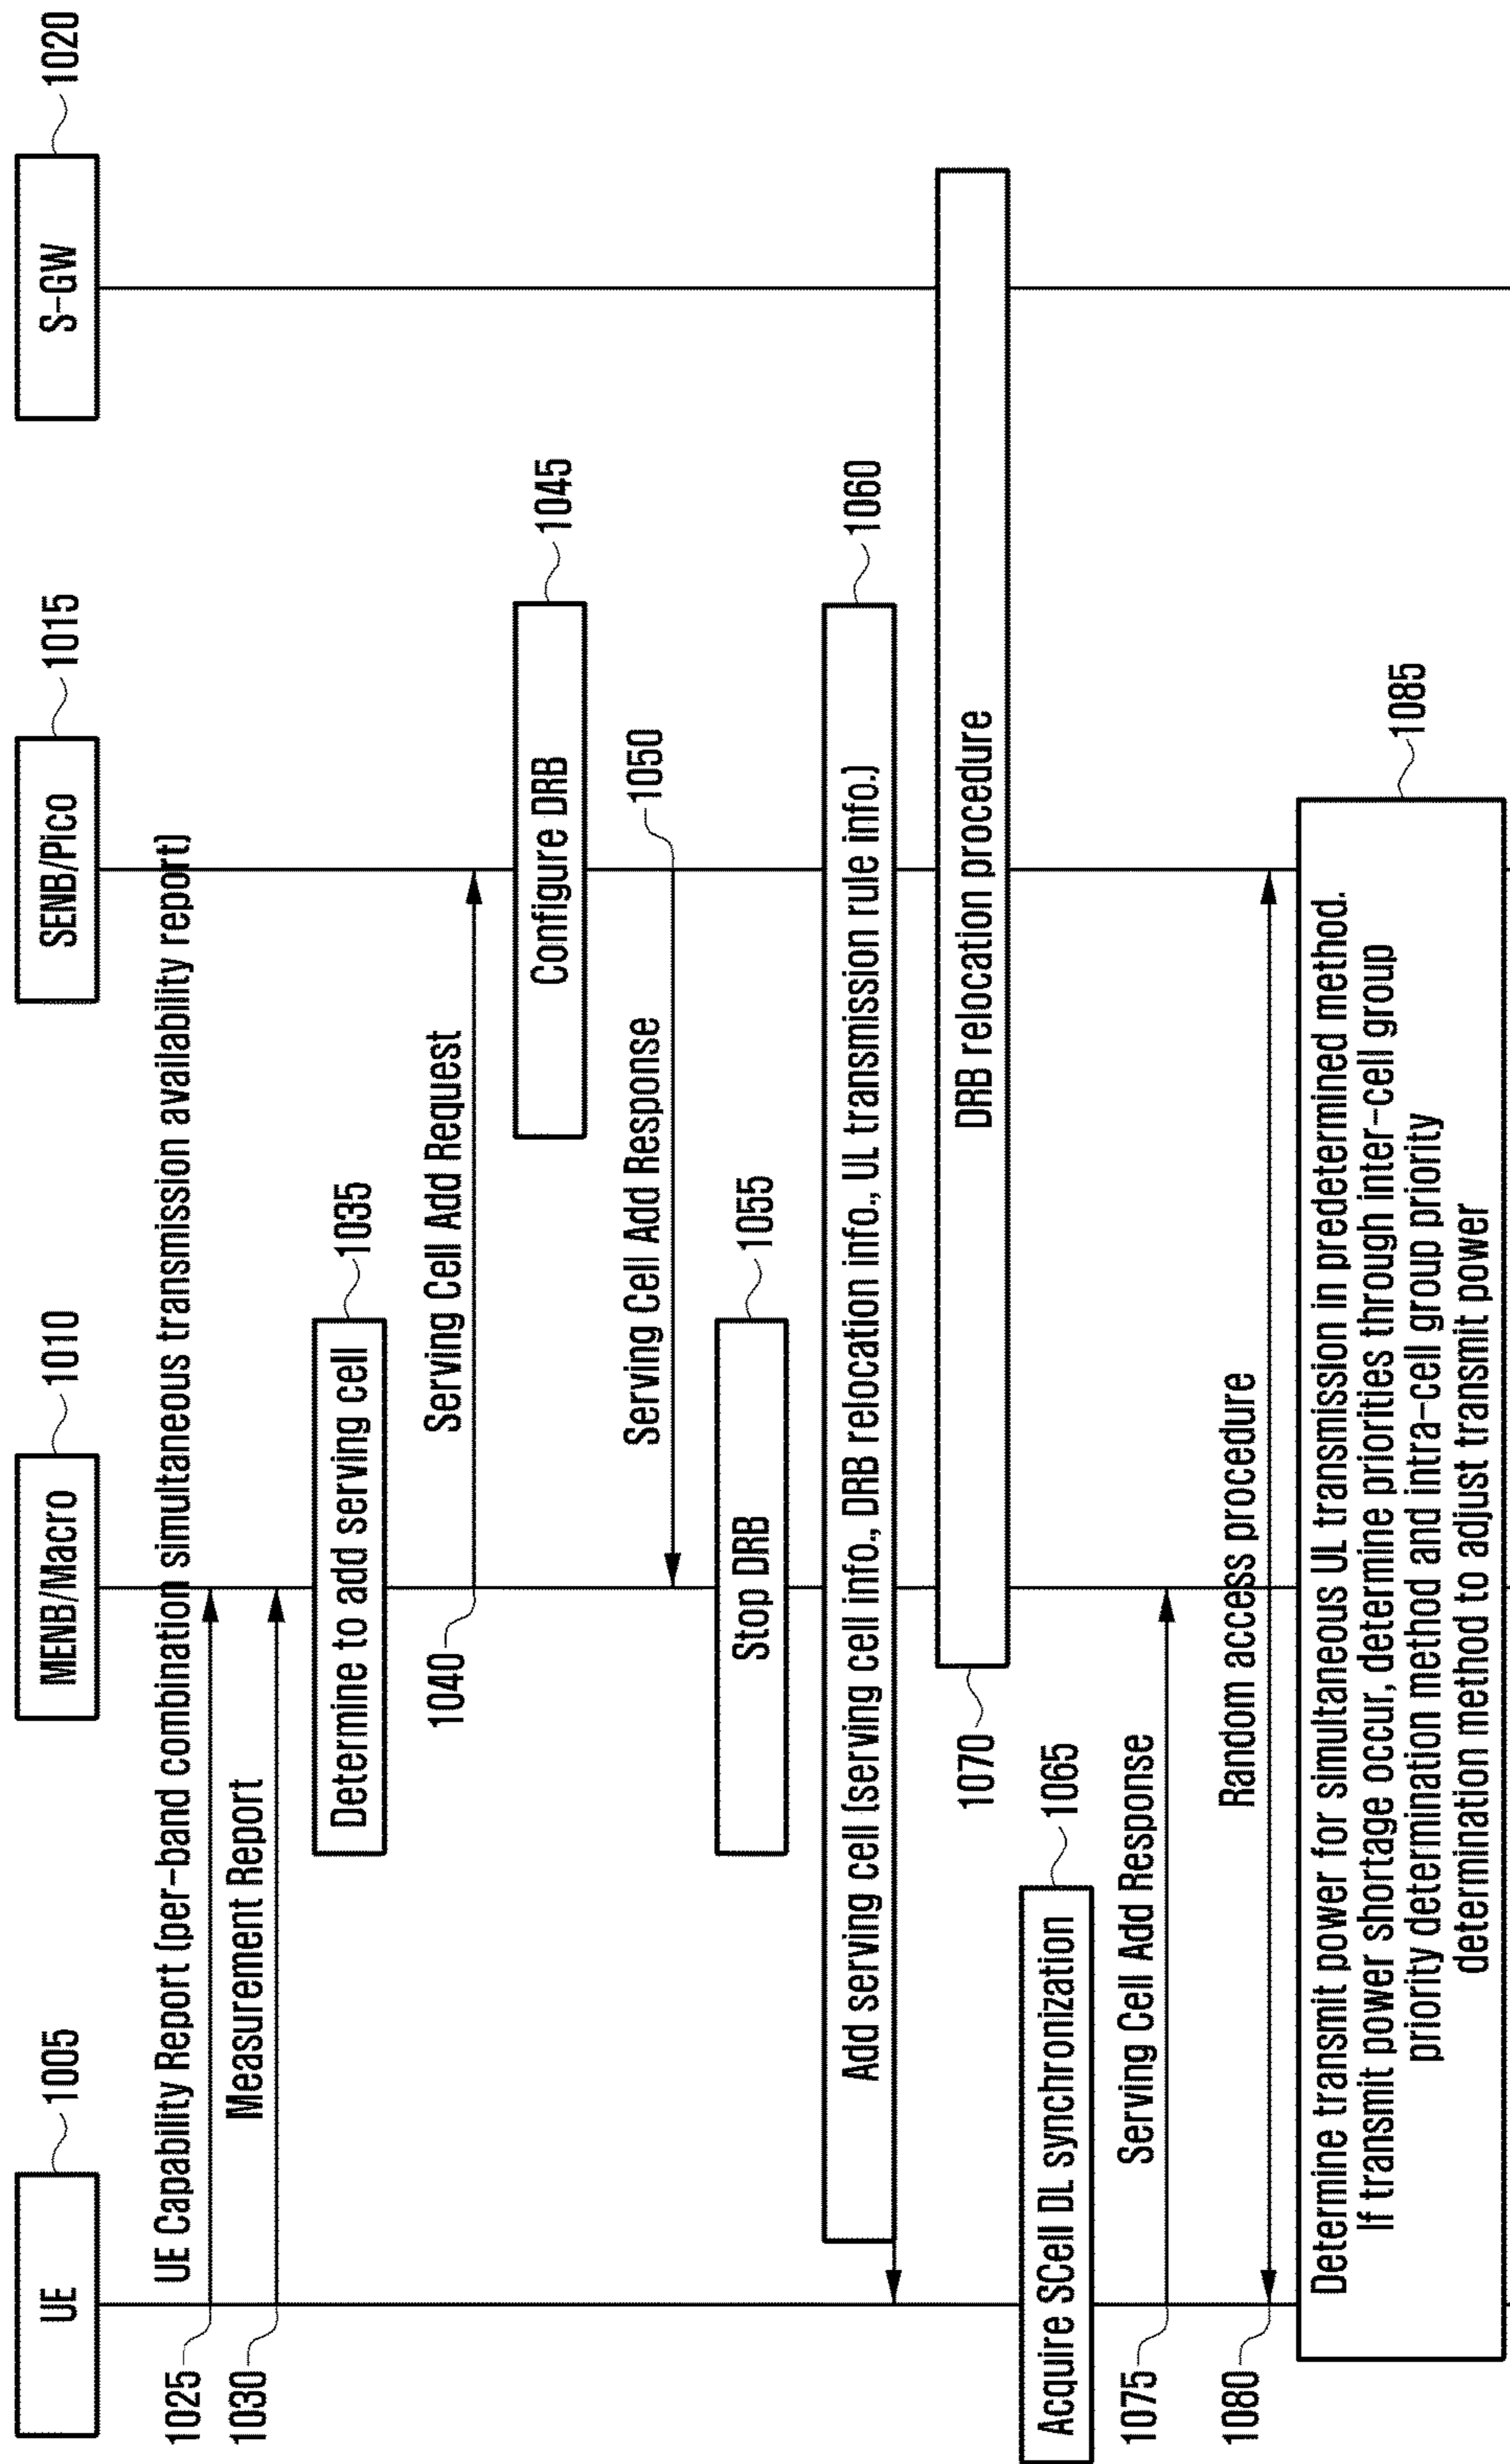 UE
1005
MENB/Macro
1010
SENB/Pico
1015
S-GW
1020
UE Capability Report (per-band combination simultaneous transmission availability report)
1025
Measurement Report
1030
Determine to add serving cell
1035
Serving Cell Add Request
1040
Configure DRB
1045
Serving Cell Add Response
1050
Stop DRB
1055
Add serving cell (serving cell info., DRB relocation info., UL transmission rule info.)
1060
DRB relocation procedure
1070
Acquire SCell DL synchronization
1065
Serving Cell Add Response
1075
Random access procedure
1080
Determine transmit power for simultaneous UL transmission in predetermined method.
If transmit power shortage occur, determine priorities through inter-cell group
priority determination method and intra-cell group priority
determination method to adjust transmit power
1085